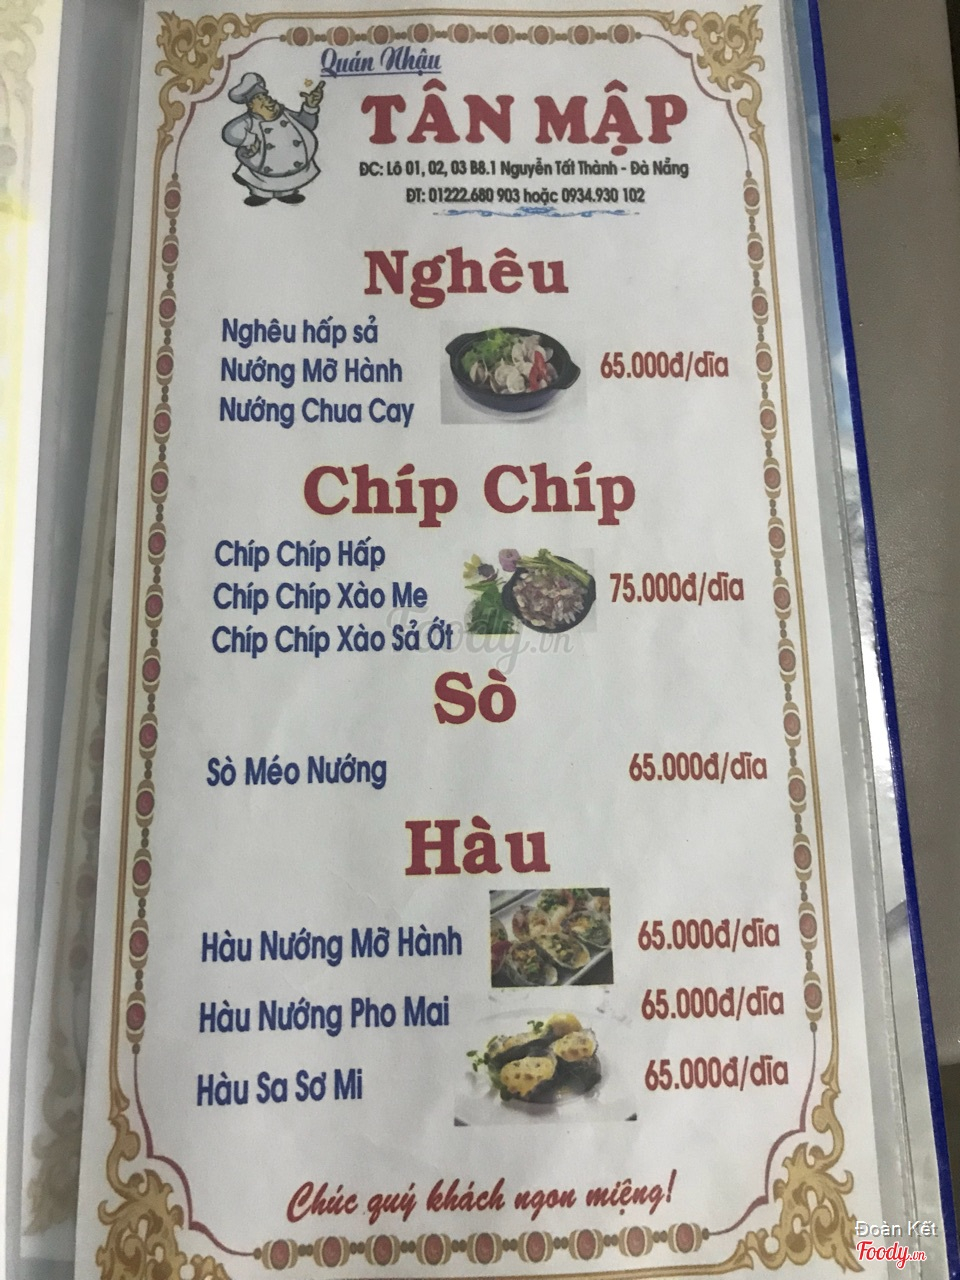 Quán Nhậu
TÂN MẬP
ĐC: Lô 01, 02, 03 B8.1 Nguyễn Tất Thành - Đà Nẵng
ĐT: 01222.680 903 hoặc 0934.930 102
Nghêu
Nghêu hấp sả
Nướng Mỡ Hành 65.000đ/dĩa
Nướng Chua Cay
Chíp Chíp
Chíp Chíp Hấp
Chíp Chíp Xào Me 75.000đ/dĩa
Chíp Chíp Xào Sả Ớt
Foody.vn
Sò
Sò Méo Nướng 65.000đ/dĩa
Hàu
Hàu Nướng Mỡ Hành 65.000đ/dĩa
Hàu Nướng Pho Mai 65.000đ/dĩa
Hàu Sa Sơ Mi 65.000đ/dĩa
Chúc quý khách ngon miệng!
Đoàn Kết
Foody.vn